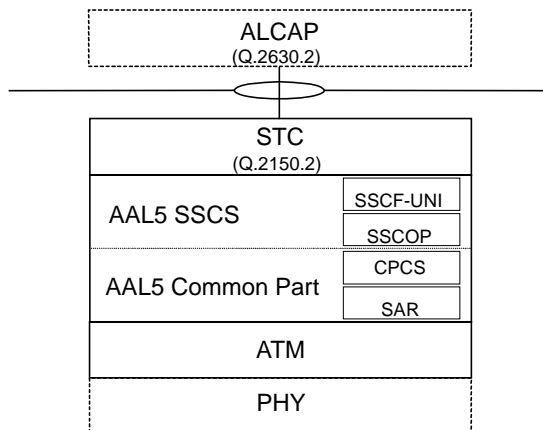 ALCAP
(Q.2630.2)
STC
(Q.2150.2)
AAL5 SSCS
SSCF-UNI
SSCOP
AAL5 Common Part
CPCS
SAR
ATM
PHY